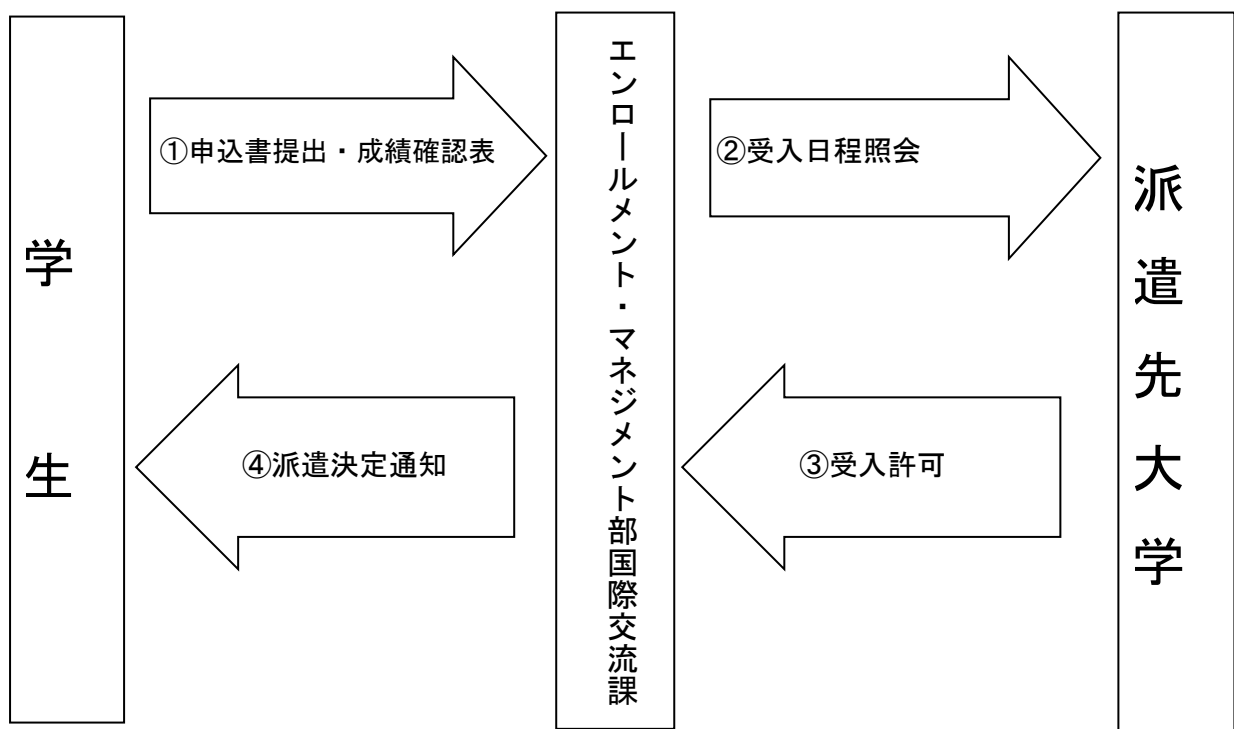 学生
①申込書提出・成績確認表
④派遣決定通知
エンロールメント・マネジメント部国際交流課
②受入日程照会
③受入許可
派遣先大学